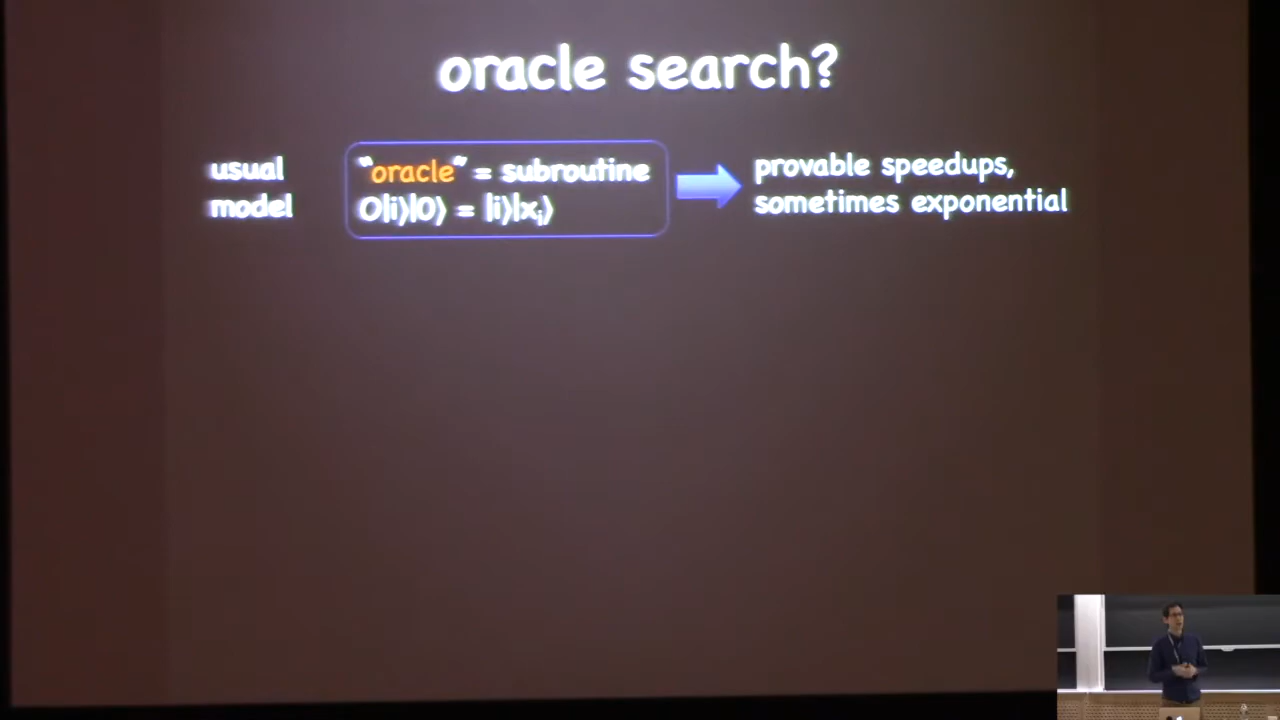 oracle search?
usual
model
"oracle" = subroutine
O|i⟩|0⟩ = |i⟩|xᵢ⟩
provable speedups,
sometimes exponential